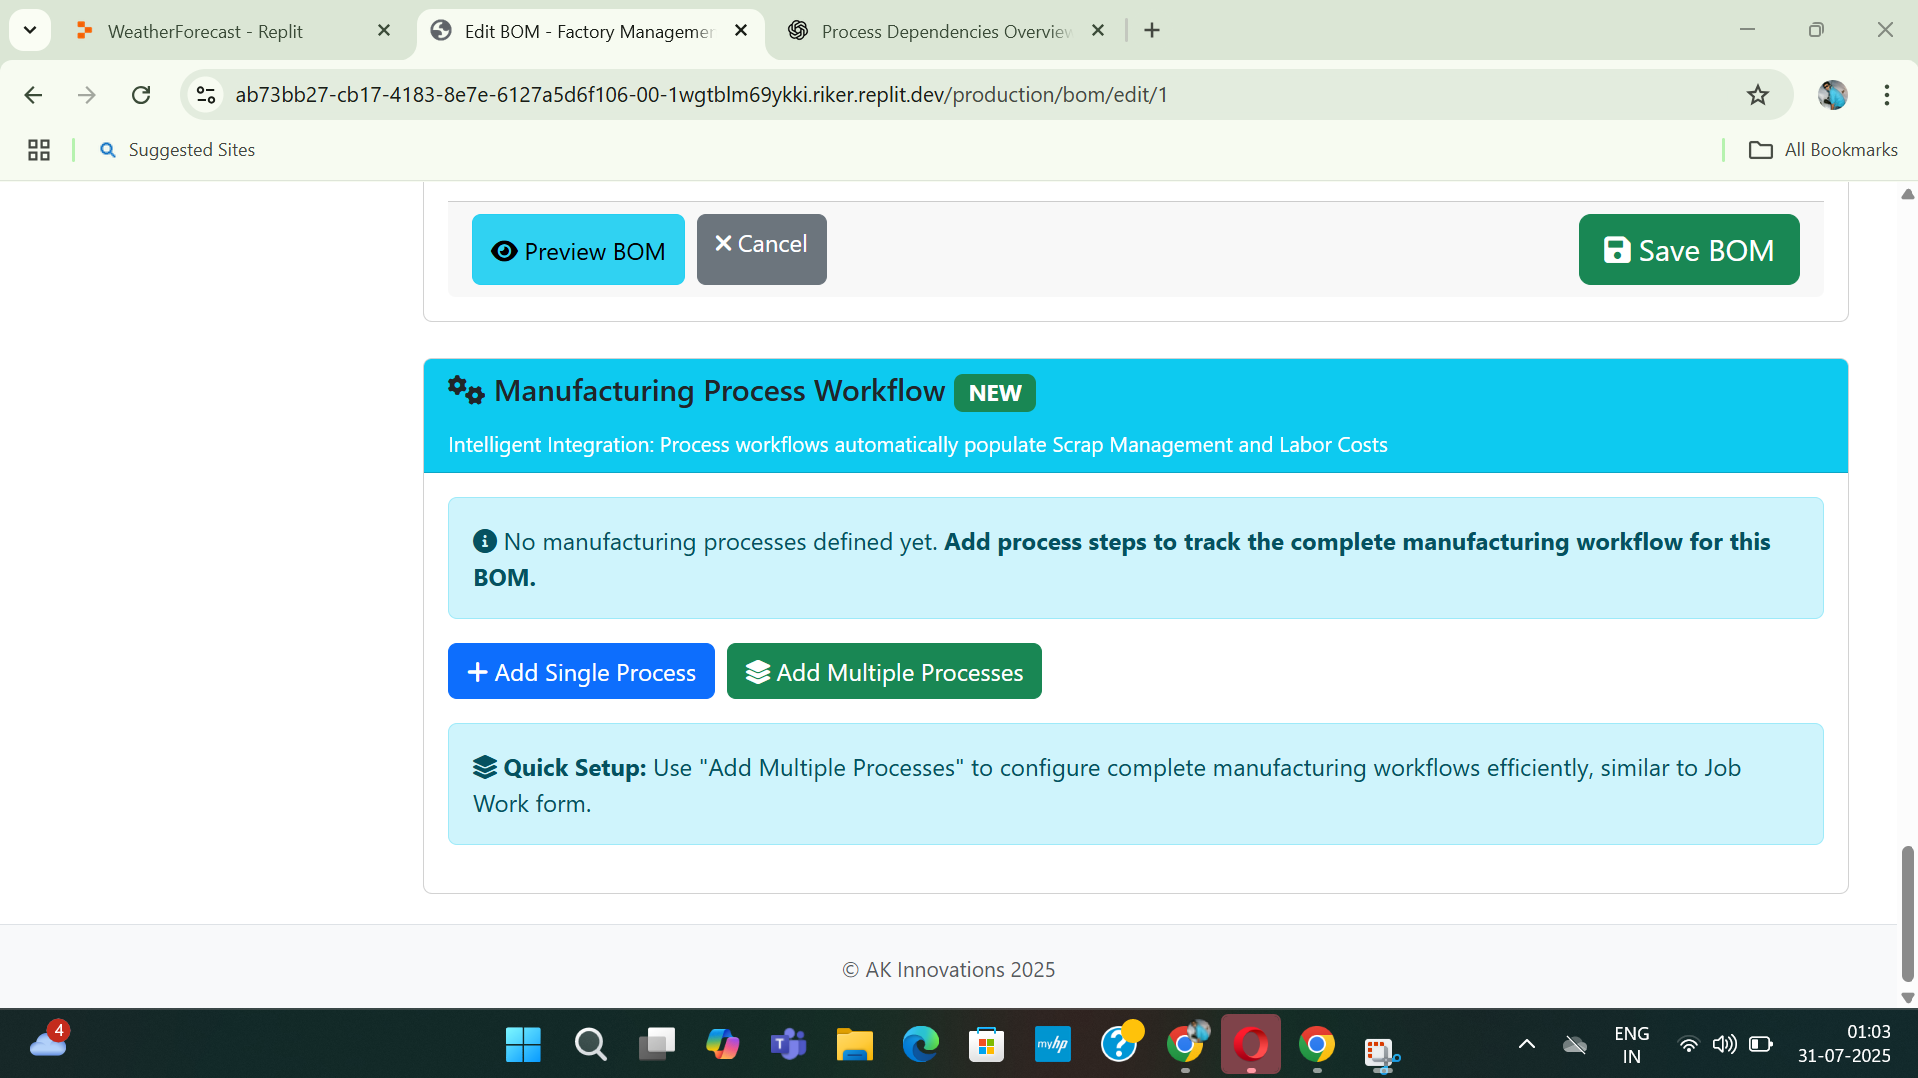 WeatherForecast - Replit
Edit BOM - Factory Managemer
Process Dependencies Overview
ab73bb27-cb17-4183-8e7e-6127a5d6f106-00-1wgtblm69ykki.riker.replit.dev/production/bom/edit/1
Suggested Sites
All Bookmarks
Preview BOM
Cancel
Save BOM
Manufacturing Process Workflow NEW
Intelligent Integration: Process workflows automatically populate Scrap Management and Labor Costs
No manufacturing processes defined yet. Add process steps to track the complete manufacturing workflow for this
BOM.
Add Single Process
Add Multiple Processes
Quick Setup: Use "Add Multiple Processes" to configure complete manufacturing workflows efficiently, similar to Job
Work form.
© AK Innovations 2025
4
myhp
ENG
IN
01:03
31-07-2025